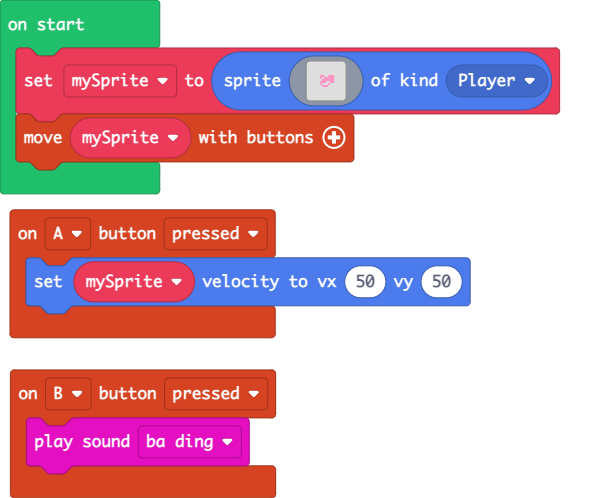 on start
set mySprite to sprite of kind Player
move mySprite with buttons
on A button pressed
set mySprite velocity to vx 50 vy 50
on B button pressed
play sound ba ding